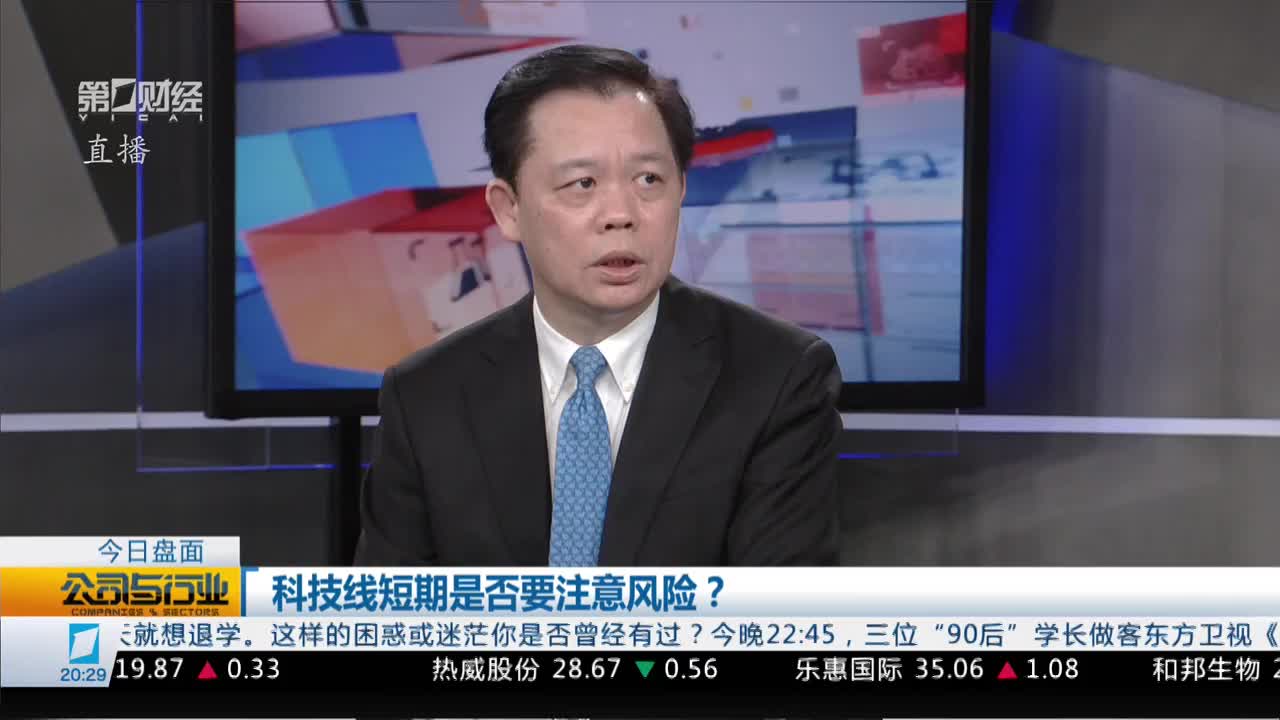 第一财经
YICAI
直播
今日盘面
公司与行业
COMPANIES & SECTORS
科技线短期是否要注意风险？
就想退学。这样的困惑或迷茫你是否曾经有过？今晚22:45，三位“90后”学长做客东方卫视《
20:29
19.87 ▲ 0.33 热威股份 28.67 ▼ 0.56 乐惠国际 35.06 ▲ 1.08 和邦生物